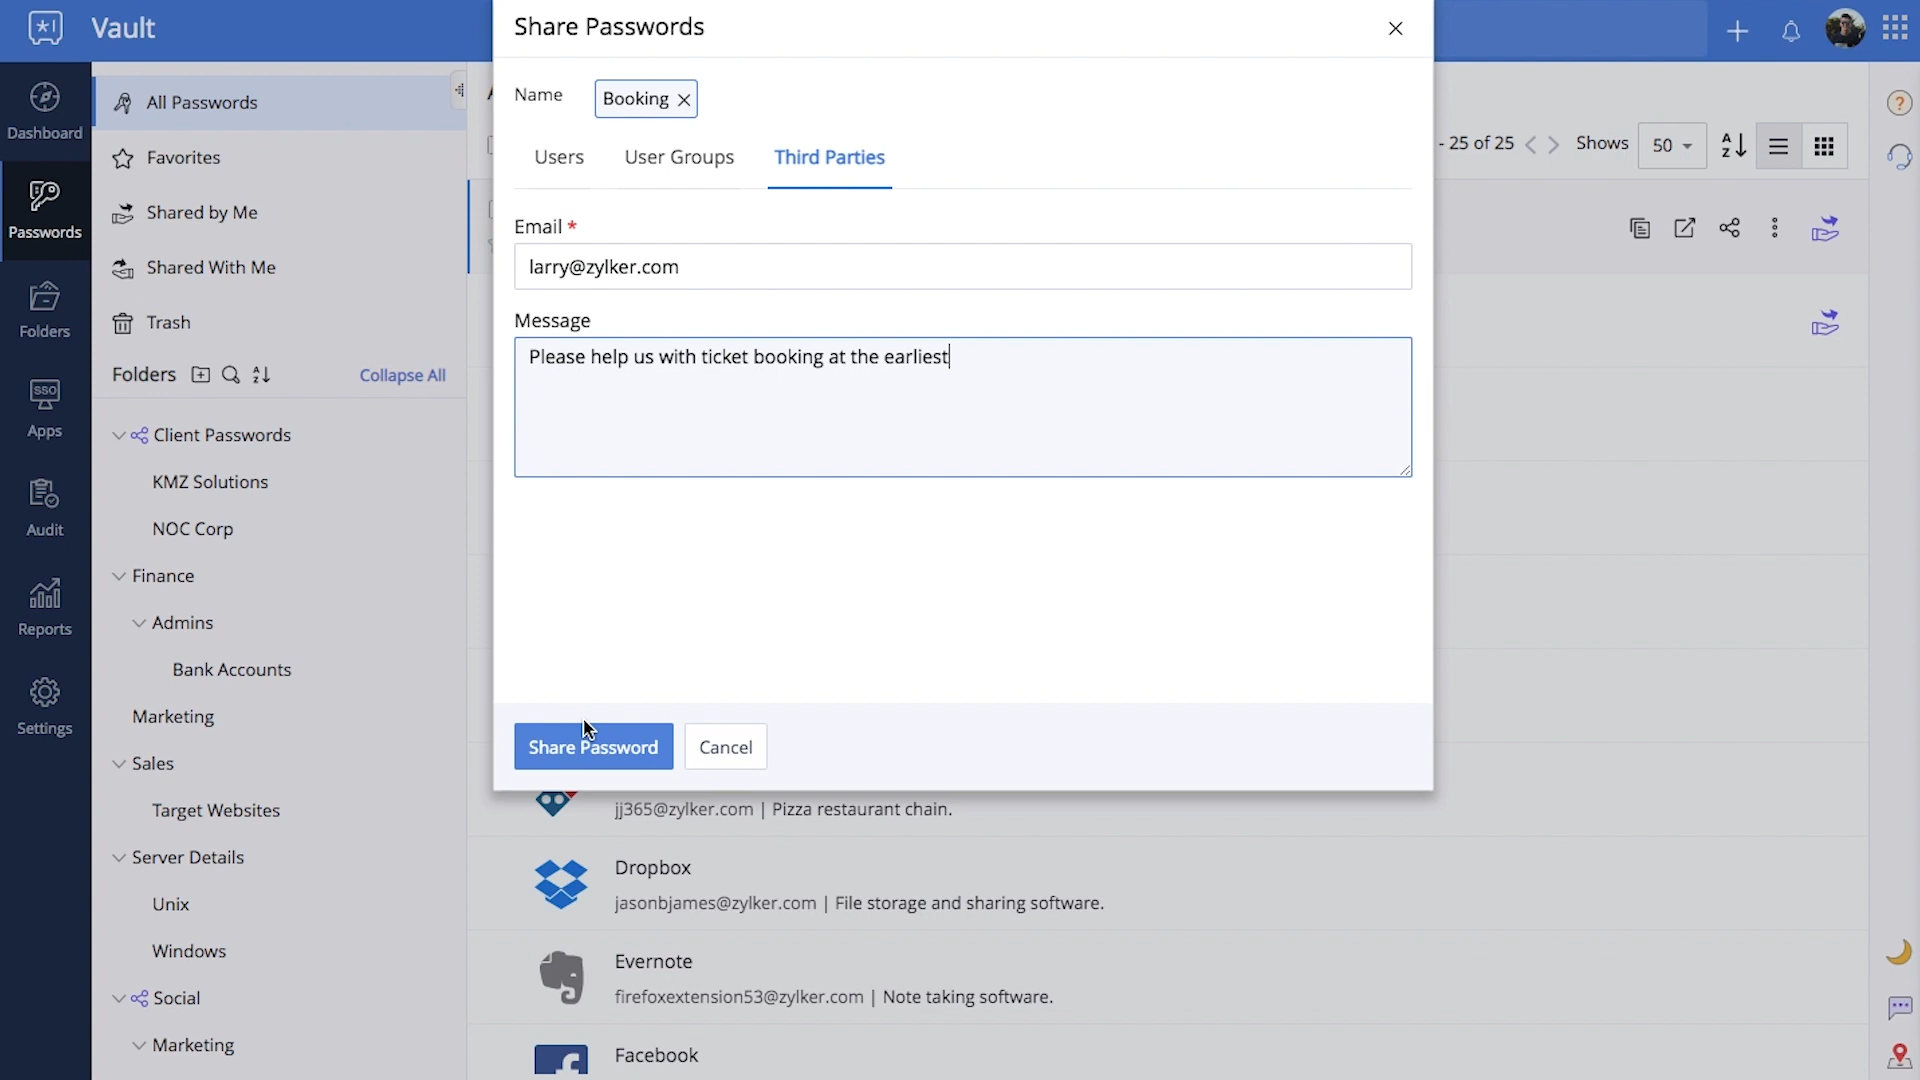 Vault
Dashboard
Passwords
Folders
SSO
Apps
Audit
Reports
Settings
All Passwords
Favorites
Shared by Me
Shared With Me
Trash
Folders
Collapse All
Client Passwords
KMZ Solutions
NOC Corp
Finance
Admins
Bank Accounts
Marketing
Sales
Target Websites
Server Details
Unix
Windows
Social
Marketing
Share Passwords
Name
Booking
Users
User Groups
Third Parties
Email *
larry@zylker.com
Message
Please help us with ticket booking at the earliest
Share Password
Cancel
- 25 of 25
Shows
50
A
Z
jj365@zylker.com | Pizza restaurant chain.
Dropbox
jasonbjames@zylker.com | File storage and sharing software.
Evernote
firefoxextension53@zylker.com | Note taking software.
Facebook